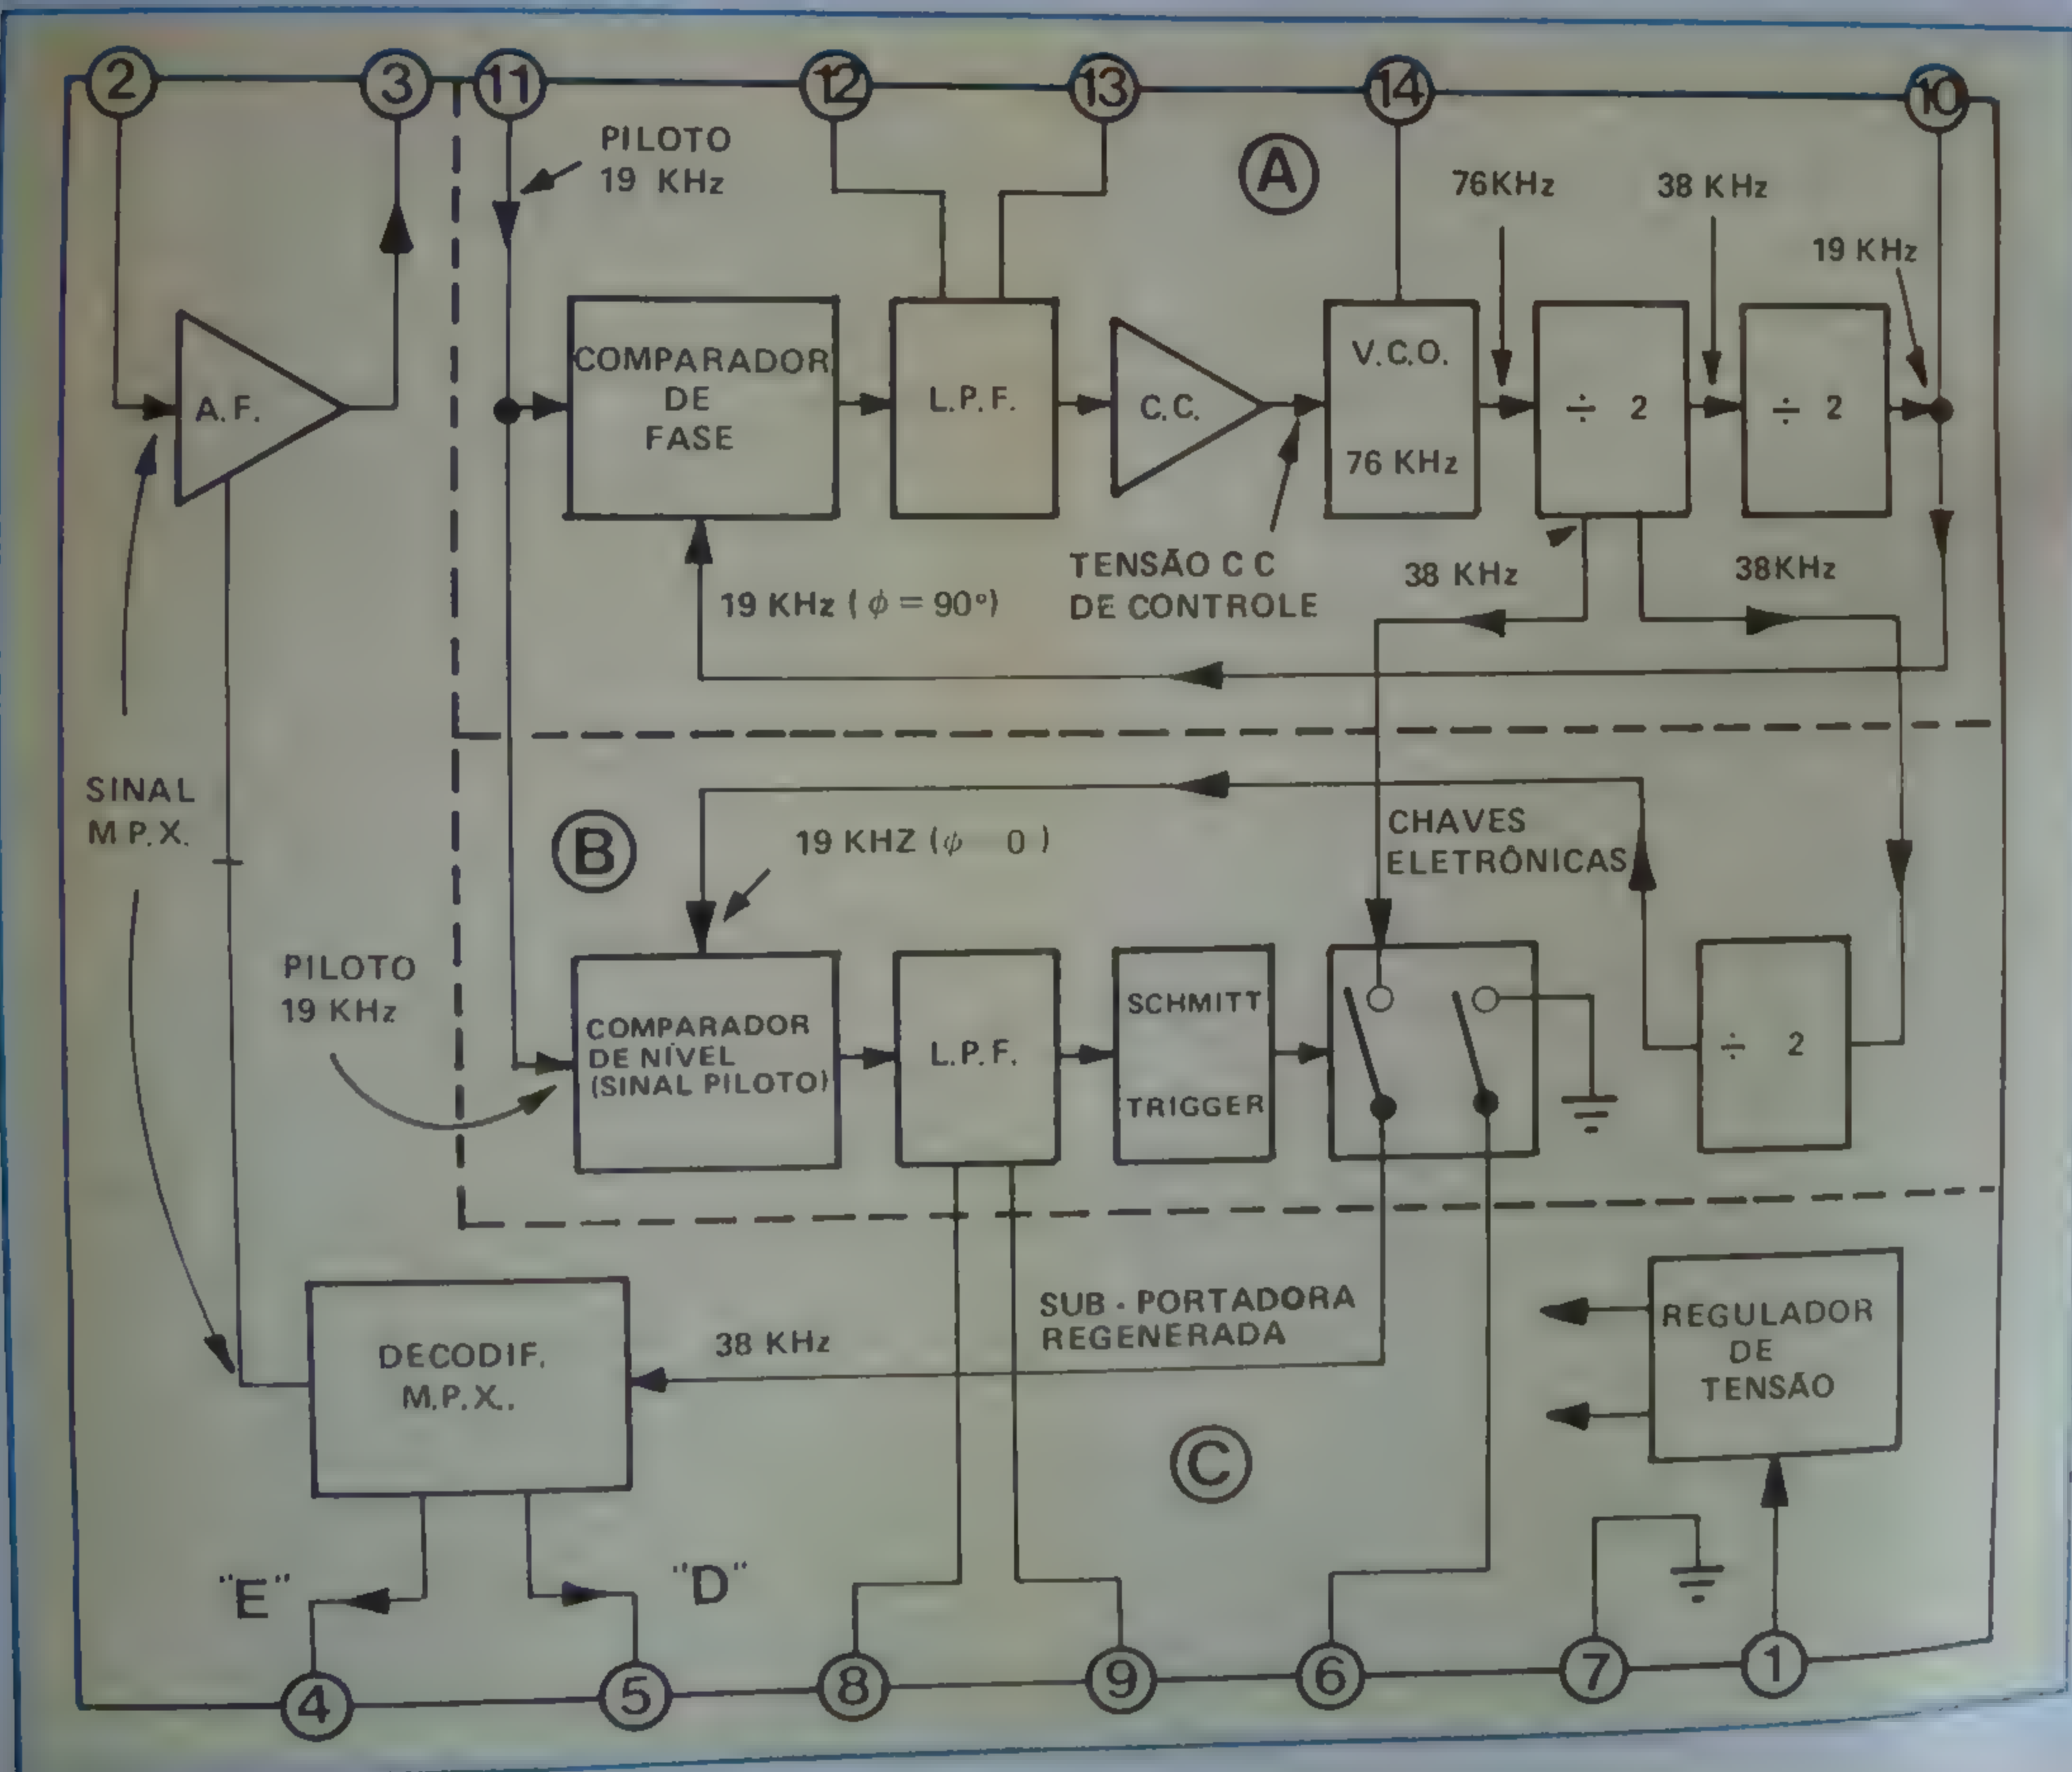 2
3
11
12
13
14
10
PILOTO
19 KHz
A
76KHz
38 KHz
19 KHz
A.F.
COMPARADOR
DE
FASE
L.P.F.
C.C.
V.C.O.
76 KHz
÷ 2
÷ 2
19 KHz (ϕ = 90°)
TENSÃO C C
DE CONTROLE
38 KHz
38KHz
SINAL
M P.X.
B
19 KHZ (ϕ 0 )
CHAVES
ELETRÔNICAS
PILOTO
19 KHz
COMPARADOR
DE NÍVEL
(SINAL PILOTO)
L.P.F.
SCHMITT
TRIGGER
÷ 2
DECODIF.
M.P.X..
38 KHz
SUB - PORTADORA
REGENERADA
REGULADOR
DE
TENSÃO
C
"E"
"D"
4
5
8
9
6
7
1